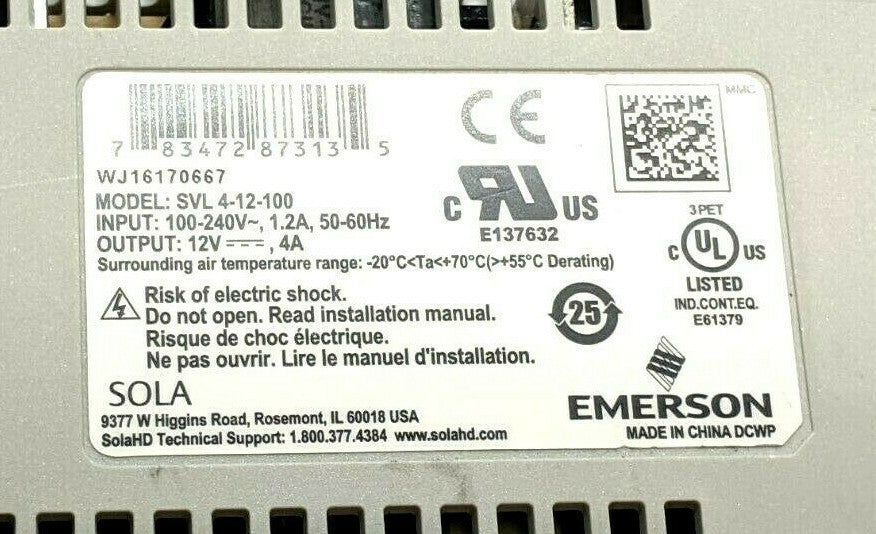 7 83472 87313 5
WJ16170667
MODEL: SVL 4-12-100
INPUT: 100-240V~, 1.2A, 50-60Hz
OUTPUT: 12V ⎓, 4A
Surrounding air temperature range: -20°C<Ta<+70°C(>+55°C Derating)
Risk of electric shock.
Do not open. Read installation manual.
Risque de choc électrique.
Ne pas ouvrir. Lire le manuel d'installation.
SOLA
9377 W Higgins Road, Rosemont, IL 60018 USA
SolaHD Technical Support: 1.800.377.4384 www.solahd.com
CE
C RU US
E137632
MMC
3PET
C UL US
LISTED
IND.CONT.EQ.
E61379
25
EMERSON
MADE IN CHINA DCWP